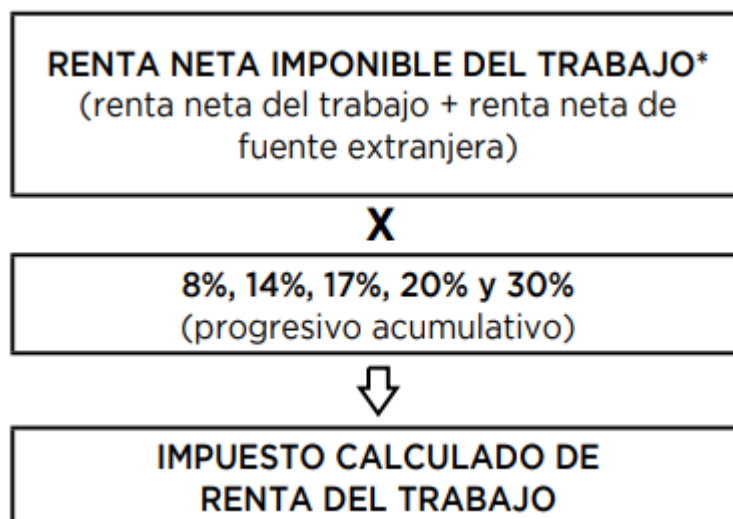 RENTA NETA IMPONIBLE DEL TRABAJO*
(renta neta del trabajo + renta neta de
fuente extranjera)
X
8%, 14%, 17%, 20% y 30%
(progresivo acumulativo)
IMPUESTO CALCULADO DE
RENTA DEL TRABAJO